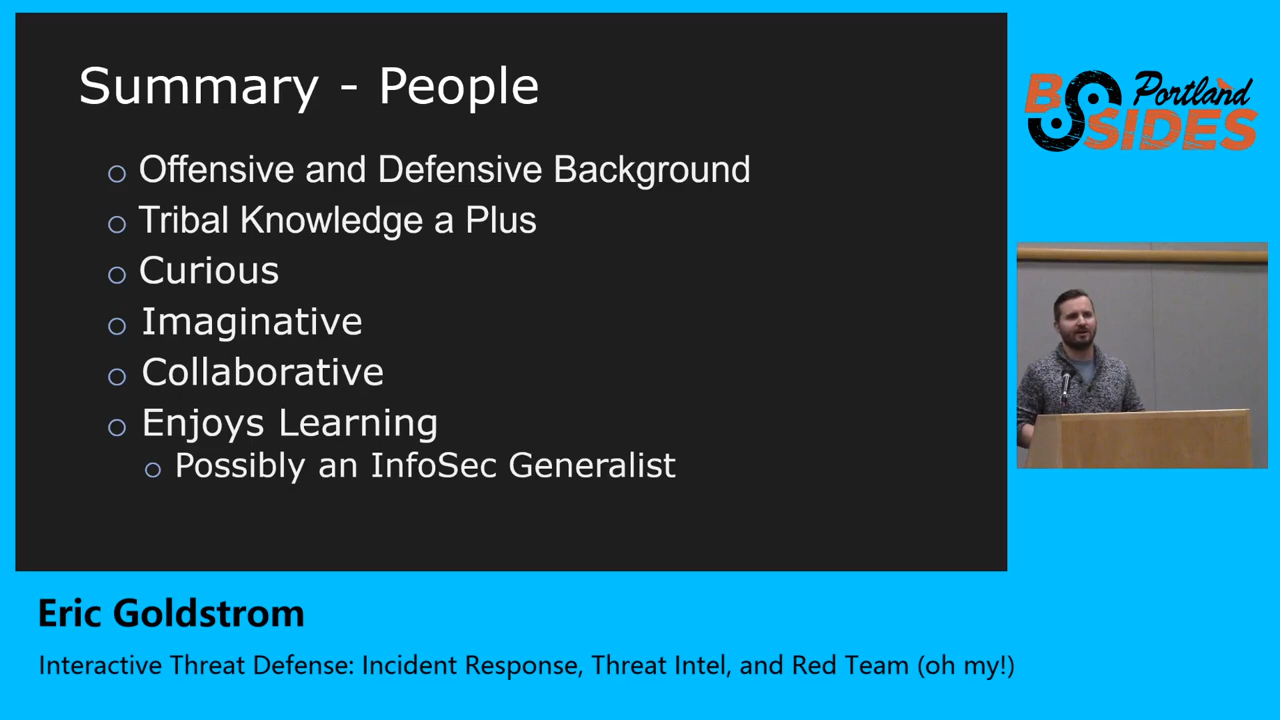 Summary - People
Offensive and Defensive Background
Tribal Knowledge a Plus
Curious
Imaginative
Collaborative
Enjoys Learning
Possibly an InfoSec Generalist
B Portland
SIDES
Eric Goldstrom
Interactive Threat Defense: Incident Response, Threat Intel, and Red Team (oh my!)